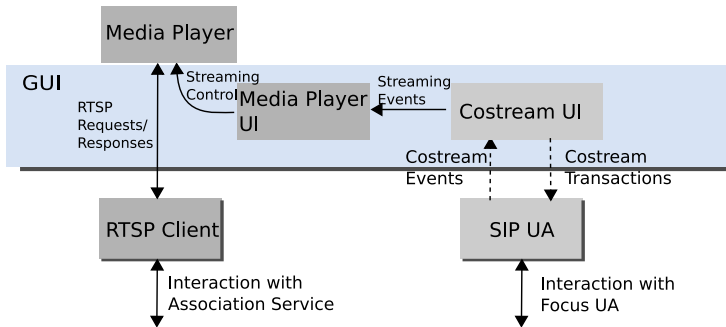 Media Player
GUI
Streaming
Control
Streaming
Events
RTSP
Requests/
Responses
Media Player
UI
Costream UI
Costream
Events
Costream
Transactions
RTSP Client
SIP UA
Interaction with
Association Service
Interaction with
Focus UA